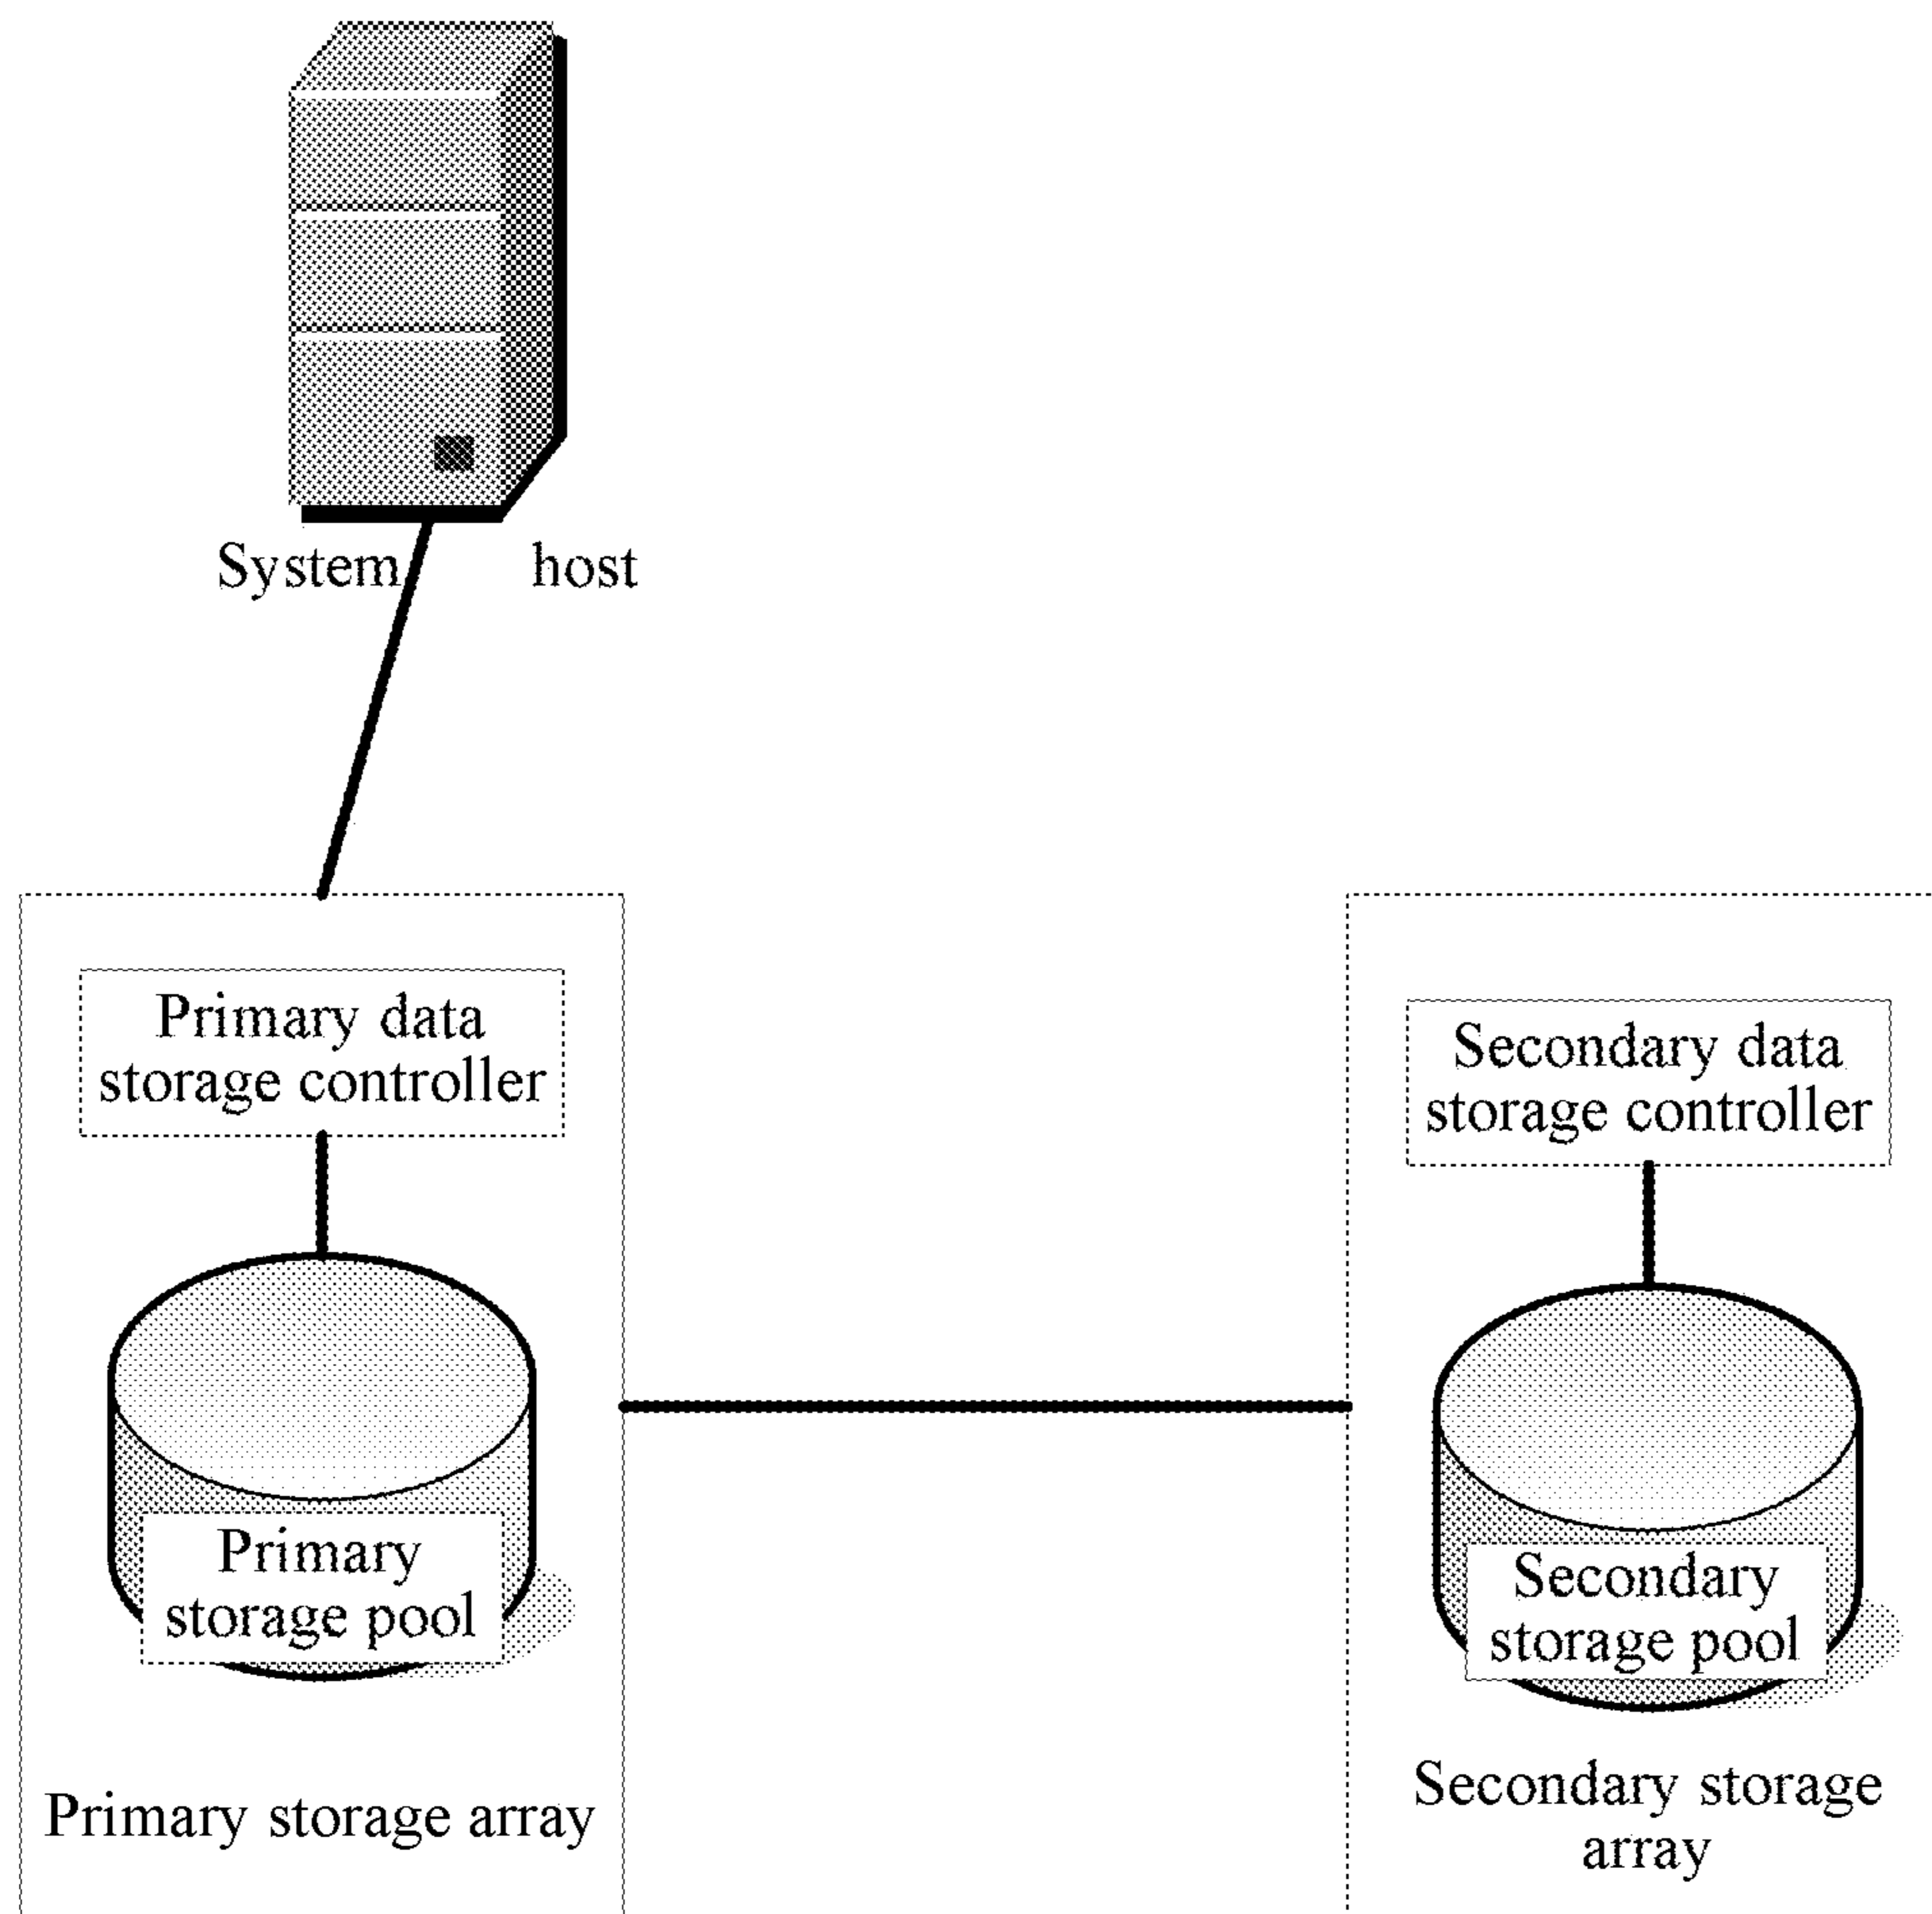 System host
Primary data
storage controller
Secondary data
storage controller
Primary
storage pool
Secondary
storage pool
Primary storage array
Secondary storage
array